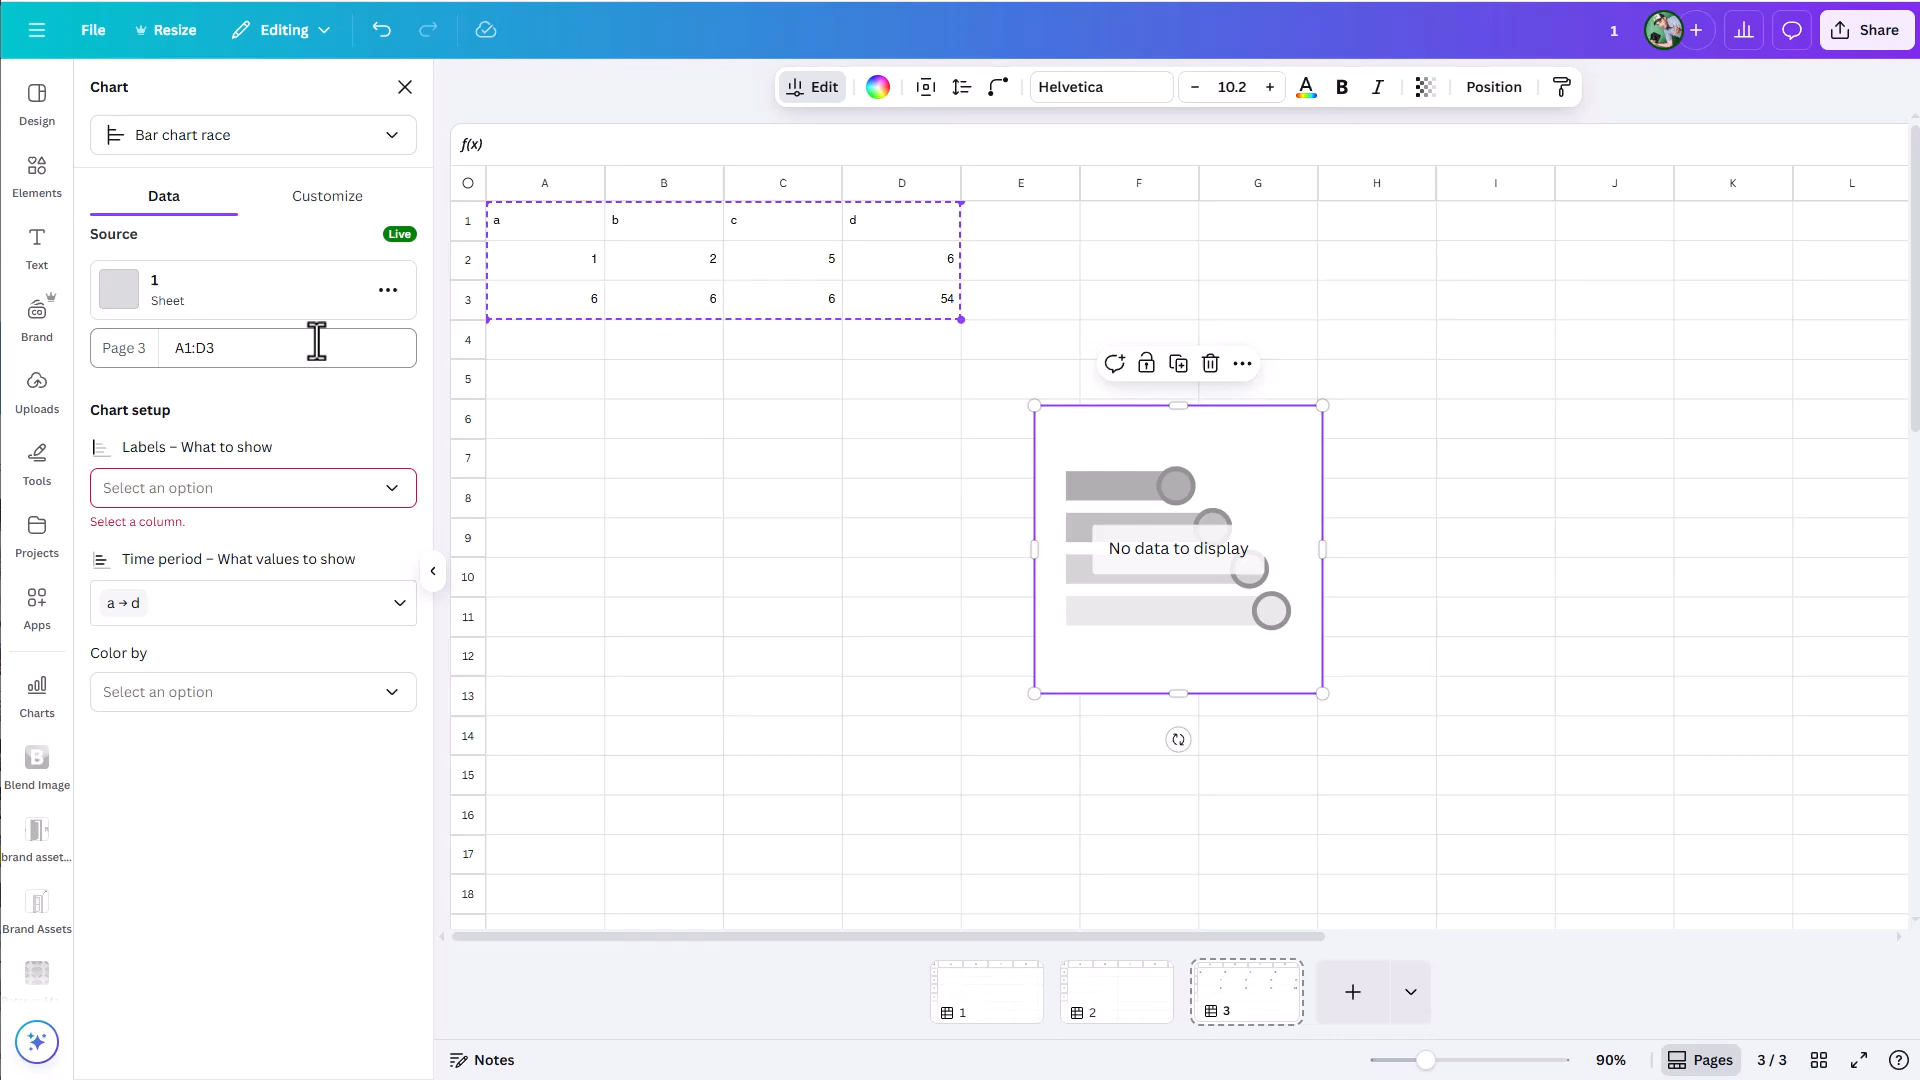 File
Resize
Editing
1
Share
Design
Elements
Text
Brand
Uploads
Tools
Projects
Apps
Charts
Blend Image
brand asset...
Brand Assets
Chart
Bar chart race
Data
Customize
Source
Live
1
Sheet
Page 3
A1:D3
Chart setup
Labels – What to show
Select an option
Select a column.
Time period – What values to show
a → d
Color by
Select an option
Edit
Helvetica
– 10.2 +
A
B
I
Position
f(x)
A B C D E F G H I J K L
1 a b c d
2 1 2 5 6
3 6 6 6 54
4
5
6
7
8
9
10
11
12
13
14
15
16
17
18
No data to display
1
2
3
Notes
90%
Pages
3 / 3